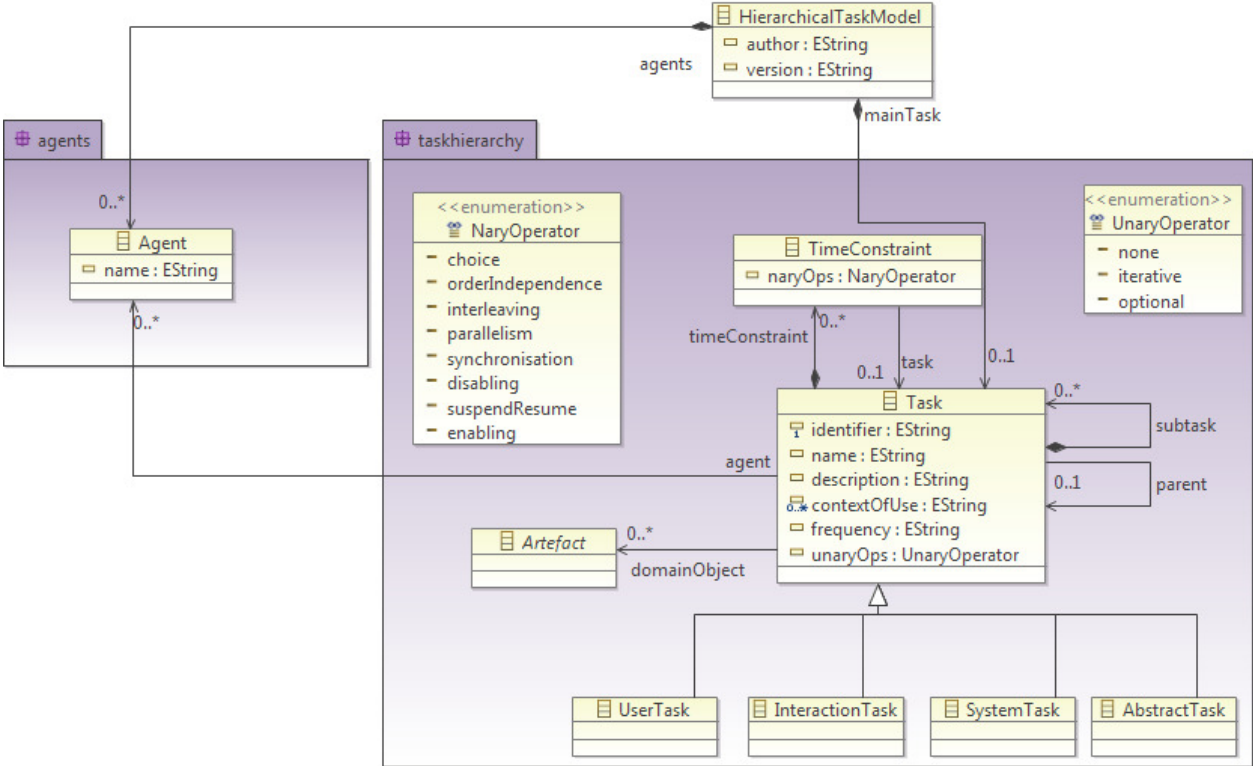 HierarchicalTaskModel
author : EString
version : EString
agents
mainTask
agents
0..*
Agent
name : EString
0..*
taskhierarchy
<<enumeration>>
NaryOperator
choice
orderIndependence
interleaving
parallelism
synchronisation
disabling
suspendResume
enabling
TimeConstraint
naryOps : NaryOperator
<<enumeration>>
UnaryOperator
none
iterative
optional
timeConstraint
0..*
0..1
task
0..1
Task
identifier : EString
name : EString
description : EString
0..* contextOfUse : EString
frequency : EString
unaryOps : UnaryOperator
0..*
subtask
0..1
parent
agent
Artefact
0..*
domainObject
UserTask
InteractionTask
SystemTask
AbstractTask